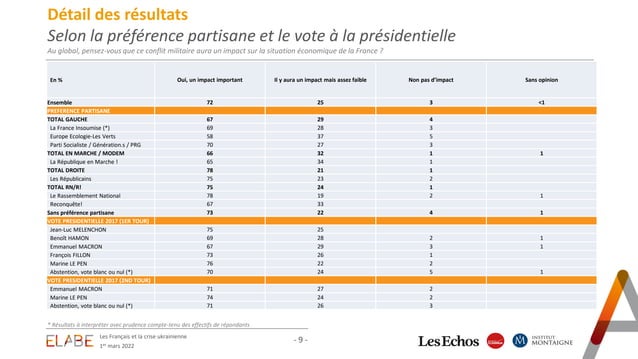 Détail des résultats
Selon la préférence partisane et le vote à la présidentielle
Au global, pensez-vous que ce conflit militaire aura un impact sur la situation économique de la France ?
En % Oui, un impact important Il y aura un impact mais assez faible Non pas d'impact Sans opinion
Ensemble 72 25 3 <1
PREFERENCE PARTISANE
TOTAL GAUCHE 67 29 4
La France Insoumise (*) 69 28 3
Europe Ecologie-Les Verts 58 37 5
Parti Socialiste / Génération.s / PRG 70 27 3
TOTAL EN MARCHE / MODEM 66 32 1 1
La République en Marche ! 65 34 1
TOTAL DROITE 78 21 1
Les Républicains 75 23 2
TOTAL RN/R! 75 24 1
Le Rassemblement National 78 19 2 1
Reconquête! 67 33
Sans préférence partisane 73 22 4 1
VOTE PRESIDENTIELLE 2017 (1ER TOUR)
Jean-Luc MELENCHON 75 25
Benoît HAMON 69 28 2 1
Emmanuel MACRON 67 29 3 1
François FILLON 73 26 1
Marine LE PEN 76 22 2
Abstention, vote blanc ou nul (*) 70 24 5 1
VOTE PRESIDENTIELLE 2017 (2ND TOUR)
Emmanuel MACRON 71 27 2
Marine LE PEN 74 24 2
Abstention, vote blanc ou nul (*) 71 26 3
* Résultats à interpréter avec prudence compte-tenu des effectifs de répondants
ELABE
Les Français et la crise ukrainienne
1er mars 2022
- 9 -
Les Echos
INSTITUT
MONTAIGNE